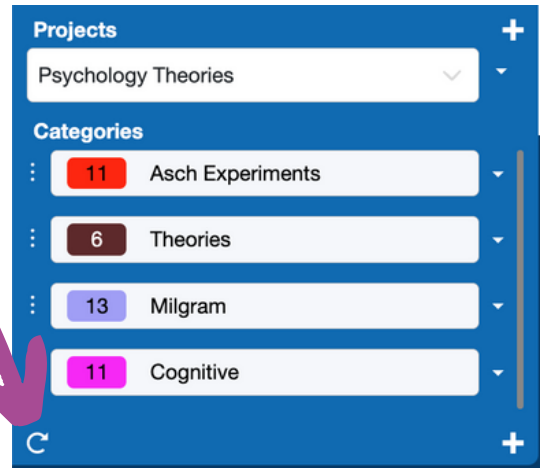 Projects
Psychology Theories
Categories
11 Asch Experiments
6 Theories
13 Milgram
11 Cognitive